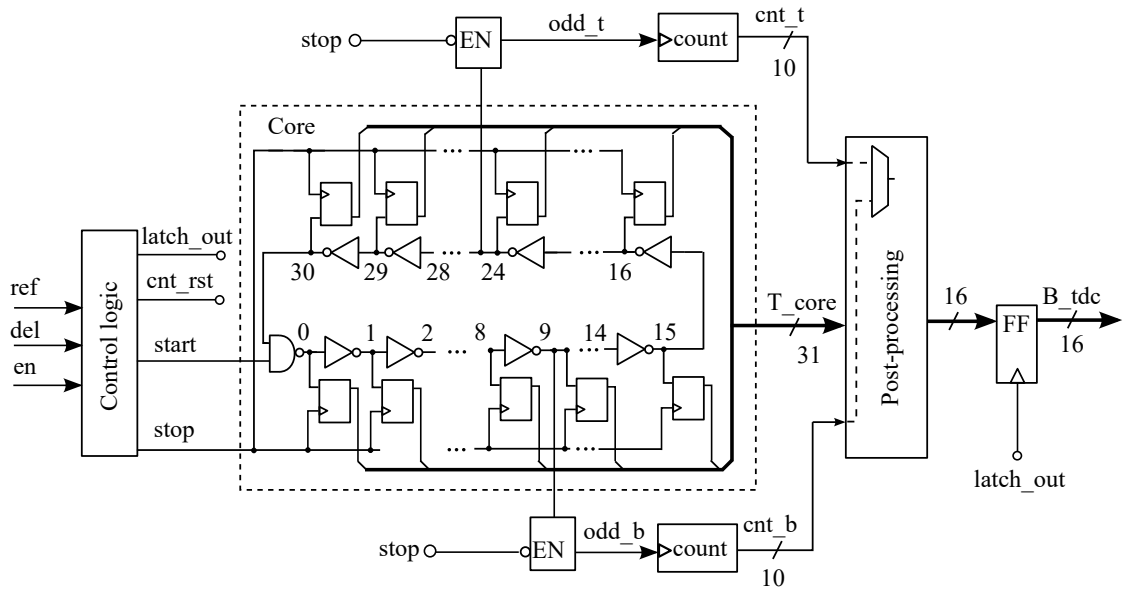 stop
EN
odd_t
count
cnt_t
10
Core
...
...
latch_out
cnt_rst
start
stop
ref
del
en
Control logic
30
29
28
...
24
...
16
0
1
2
...
8
9
...
14
15
...
...
T_core
31
Post-processing
16
FF
B_tdc
16
latch_out
stop
EN
odd_b
count
cnt_b
10